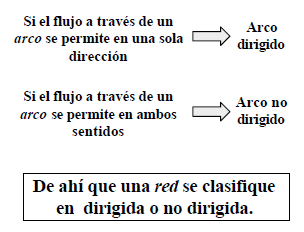 Si el flujo a través de un
arco se permite en una sola
dirección
Arco
dirigido
Si el flujo a través de un
arco se permite en ambos
sentidos
Arco no
dirigido
De ahí que una red se clasifique
en dirigida o no dirigida.